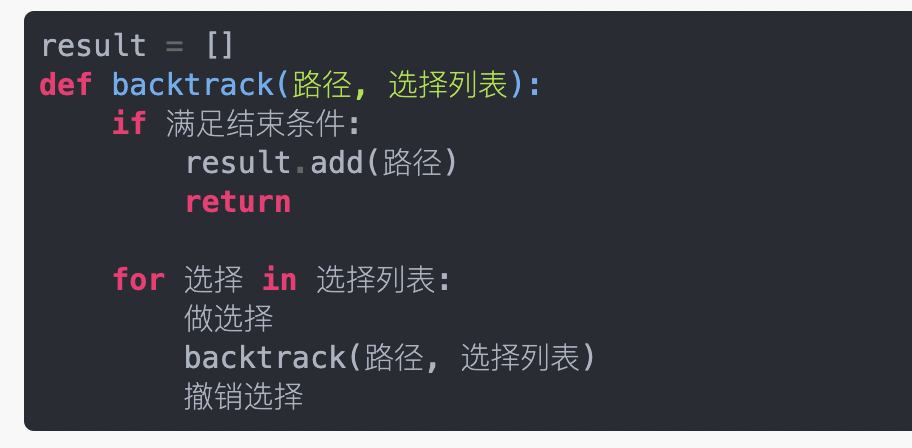 result = []
def backtrack(路径, 选择列表):
    if 满足结束条件:
        result.add(路径)
        return

    for 选择 in 选择列表:
        做选择
        backtrack(路径, 选择列表)
        撤销选择